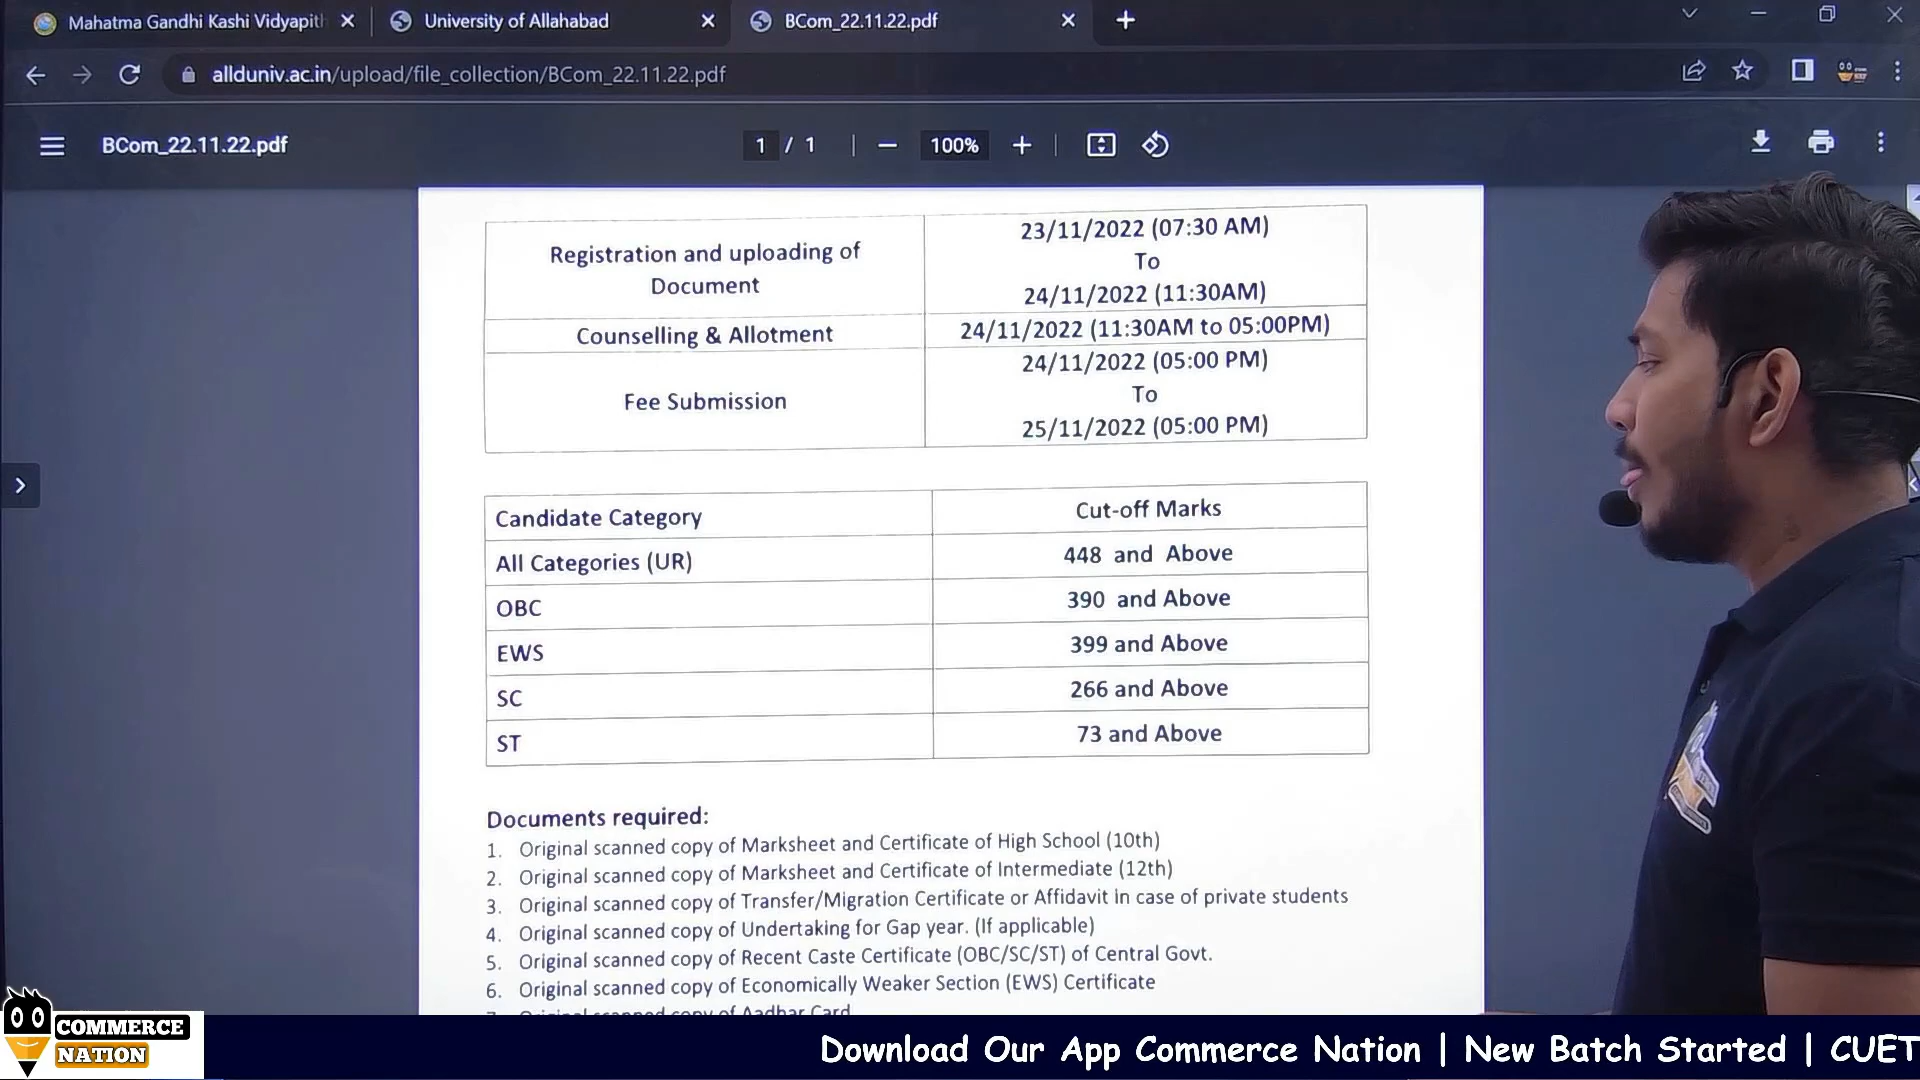 Mahatma Gandhi Kashi Vidyapith
University of Allahabad
BCom_22.11.22.pdf
allduniv.ac.in/upload/file_collection/BCom_22.11.22.pdf
BCom_22.11.22.pdf
1 / 1
100%
Registration and uploading of Document
23/11/2022 (07:30 AM)
To
24/11/2022 (11:30AM)
Counselling & Allotment
24/11/2022 (11:30AM to 05:00PM)
Fee Submission
24/11/2022 (05:00 PM)
To
25/11/2022 (05:00 PM)
Candidate Category Cut-off Marks
All Categories (UR) 448 and Above
OBC 390 and Above
EWS 399 and Above
SC 266 and Above
ST 73 and Above
Documents required:
1. Original scanned copy of Marksheet and Certificate of High School (10th)
2. Original scanned copy of Marksheet and Certificate of Intermediate (12th)
3. Original scanned copy of Transfer/Migration Certificate or Affidavit in case of private students
4. Original scanned copy of Undertaking for Gap year. (If applicable)
5. Original scanned copy of Recent Caste Certificate (OBC/SC/ST) of Central Govt.
6. Original scanned copy of Economically Weaker Section (EWS) Certificate
7. Original scanned copy of Aadhar Card
COMMERCE
NATION
Download Our App Commerce Nation | New Batch Started | CUET